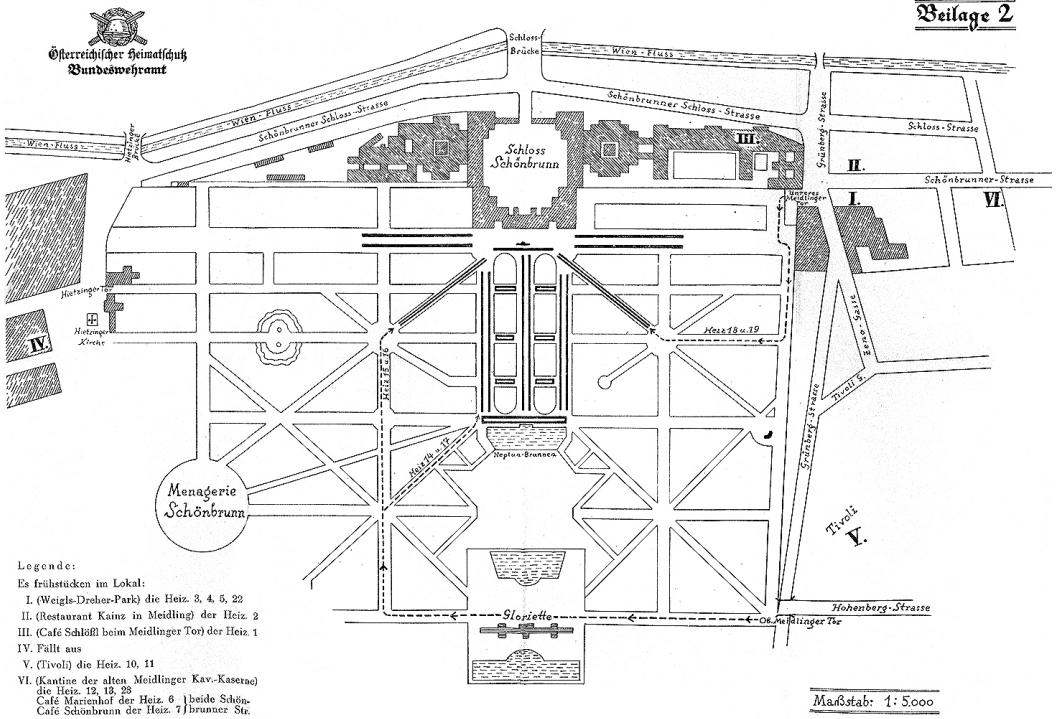 Österreichischer Heimatschutz
Bundeswehramt
Beilage 2
Schloss-
Brücke
Wien-Fluss
Wien-Fluss
Schönbrunner Schloss-Strasse
Schönbrunner Schloss-Strasse
Wien-Fluss
Hietzinger
Brücke
Grünberg-Strasse
Schloss-Strasse
Schloss
Schönbrunn
III.
II.
Schönbrunner-Strasse
Unteres
Meidlinger
Tor
I.
VI.
Hietzinger Tor
Hietzinger
Kirche
IV.
Heiz 18 u. 19
Heiz 15 u. 16
Zeno-Gasse
Tivoli G.
Grünberg-Strasse
Heiz 14 u. 17
Neptun-Brunnen
Menagerie
Schönbrunn
Tivoli
V.
Gloriette
Hohenberg-Strasse
Ob. Meidlinger Tor
Legende:
Es frühstücken im Lokal:
I. (Weigls-Dreher-Park) die Heiz. 3, 4, 5, 22
II. (Restaurant Kainz in Meidling) der Heiz. 2
III. (Café Schlößl beim Meidlinger Tor) der Heiz. 1
IV. Fällt aus
V. (Tivoli) die Heiz. 10, 11
VI. (Kantine der alten Meidlinger Kav.-Kaserne)
die Heiz. 12, 13, 28
Café Marienhof der Heiz. 6 } beide Schön-
Café Schönbrunn der Heiz. 7 } brunner Str.
Maßstab: 1:5.000